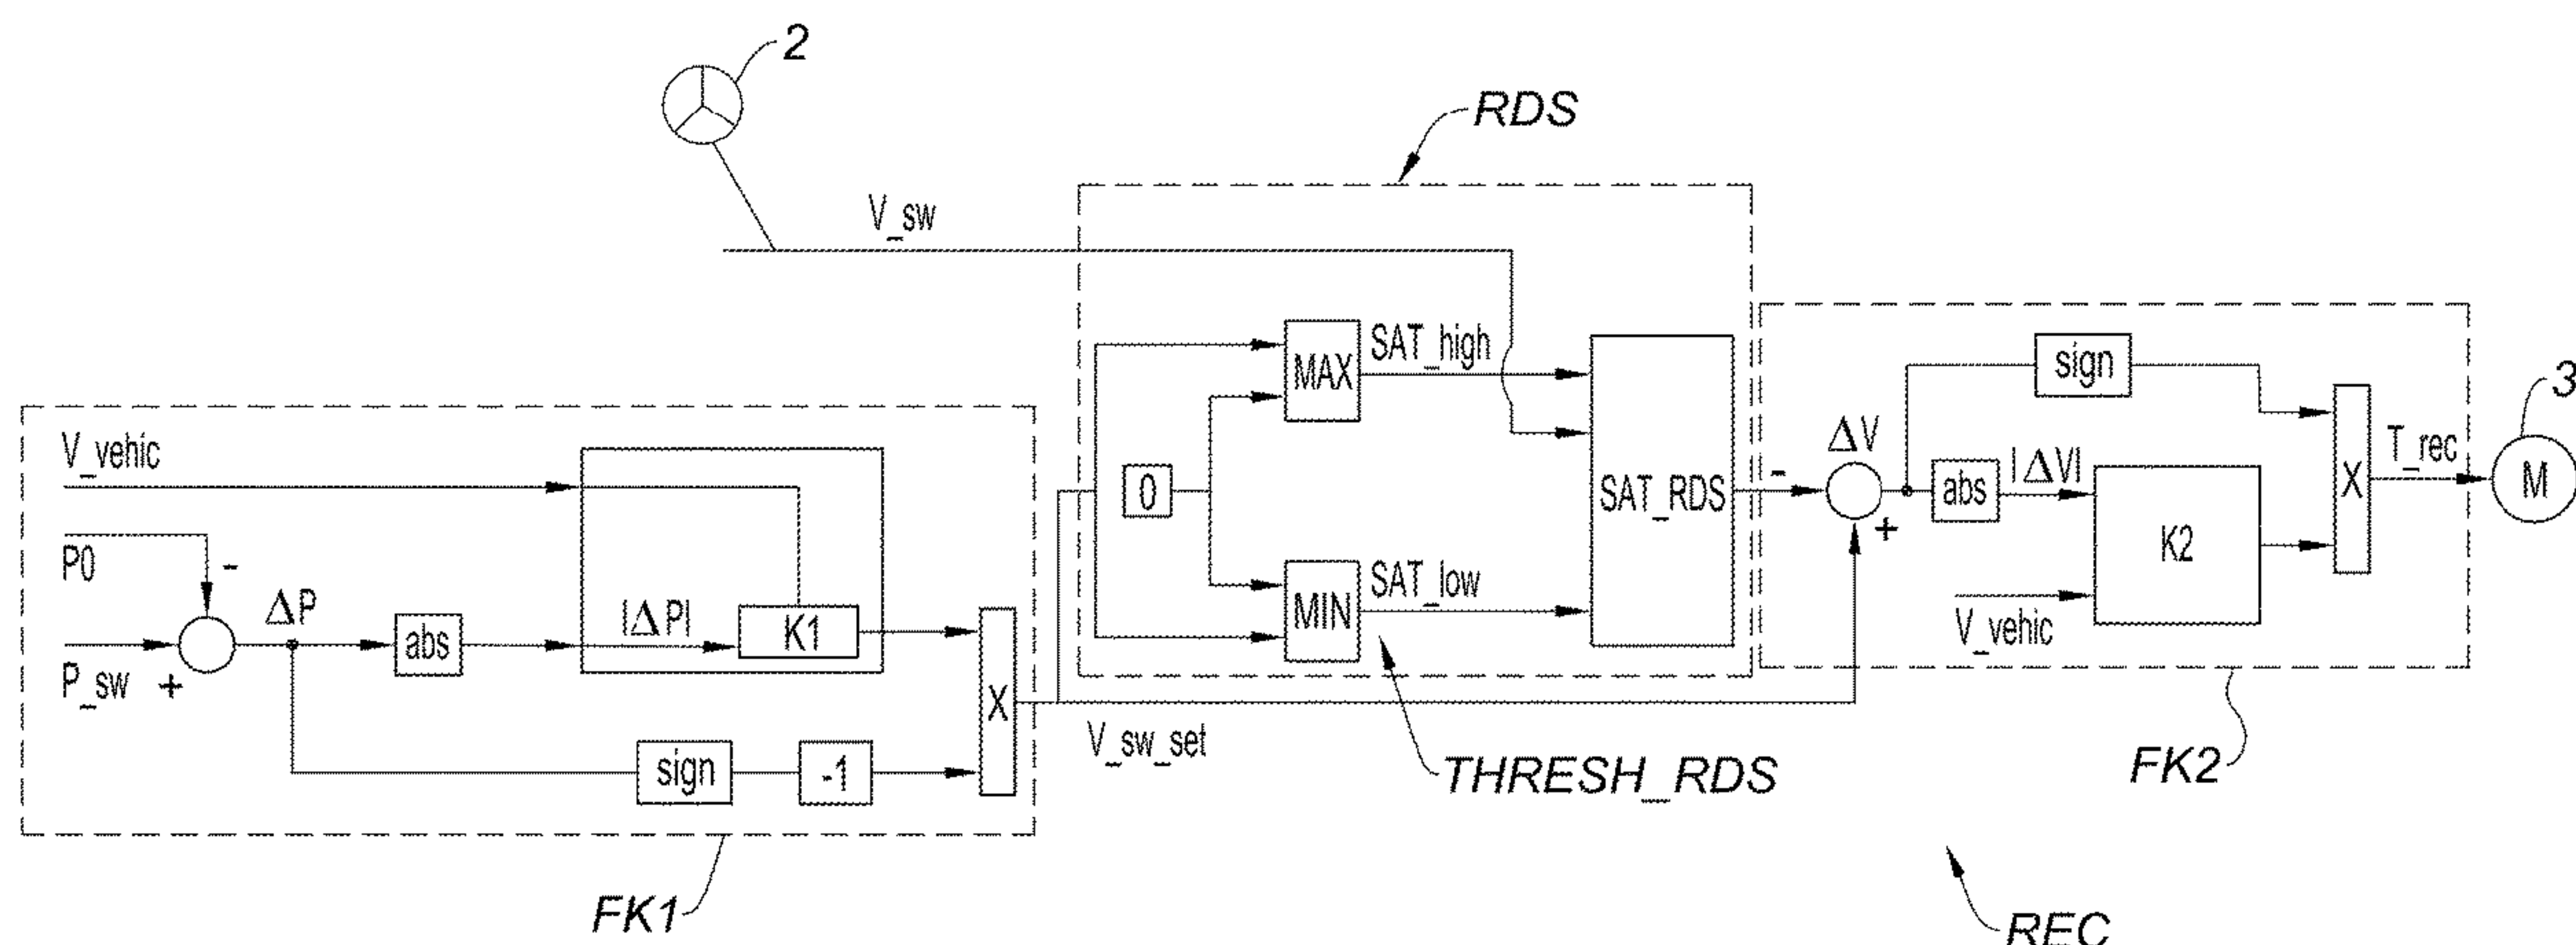 2
RDS
V_sw
MAX
SAT_high
0
SAT_RDS
MIN
SAT_low
THRESH_RDS
V_vehic
P0
-
P_sw
+
ΔP
abs
|ΔP|
K1
X
sign
-1
V_sw_set
FK1
-
ΔV
+
sign
abs
|ΔV|
K2
V_vehic
X
T_rec
3
M
FK2
REC